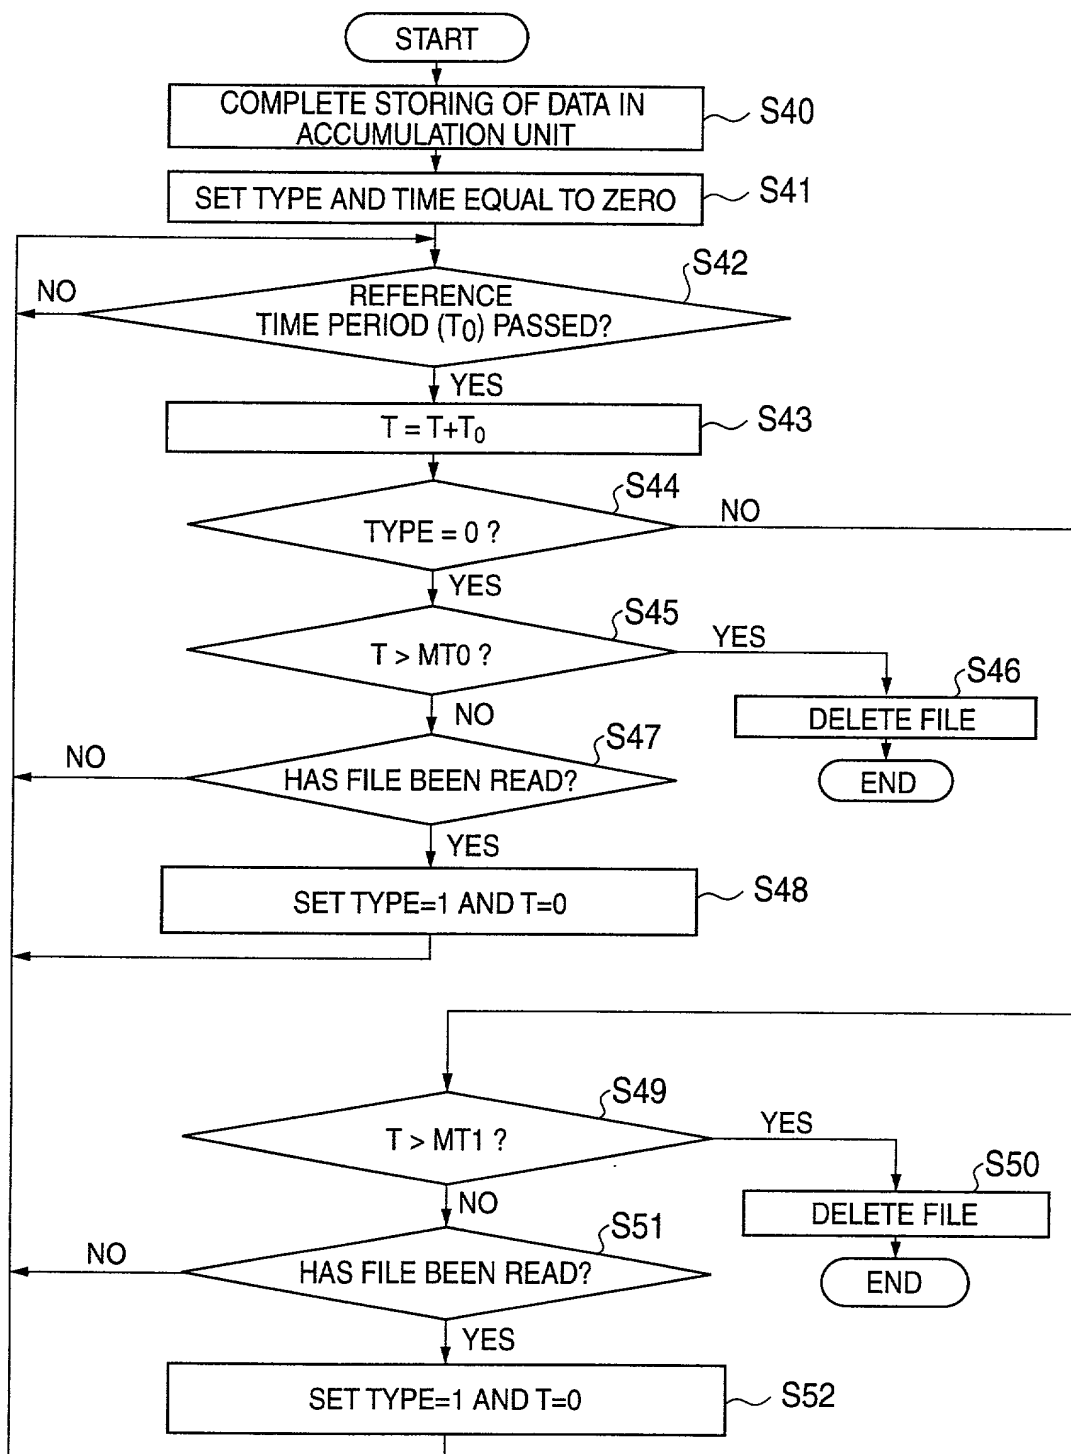 START
COMPLETE STORING OF DATA IN
ACCUMULATION UNIT
S40
SET TYPE AND TIME EQUAL TO ZERO
S41
S42
NO
REFERENCE
TIME PERIOD (T0) PASSED?
YES
T = T+T0
S43
S44
NO
TYPE = 0 ?
YES
S45
YES
T > MT0 ?
S46
DELETE FILE
NO
S47
NO
HAS FILE BEEN READ?
END
YES
SET TYPE=1 AND T=0
S48
S49
YES
T > MT1 ?
S50
DELETE FILE
NO
S51
NO
HAS FILE BEEN READ?
END
YES
SET TYPE=1 AND T=0
S52